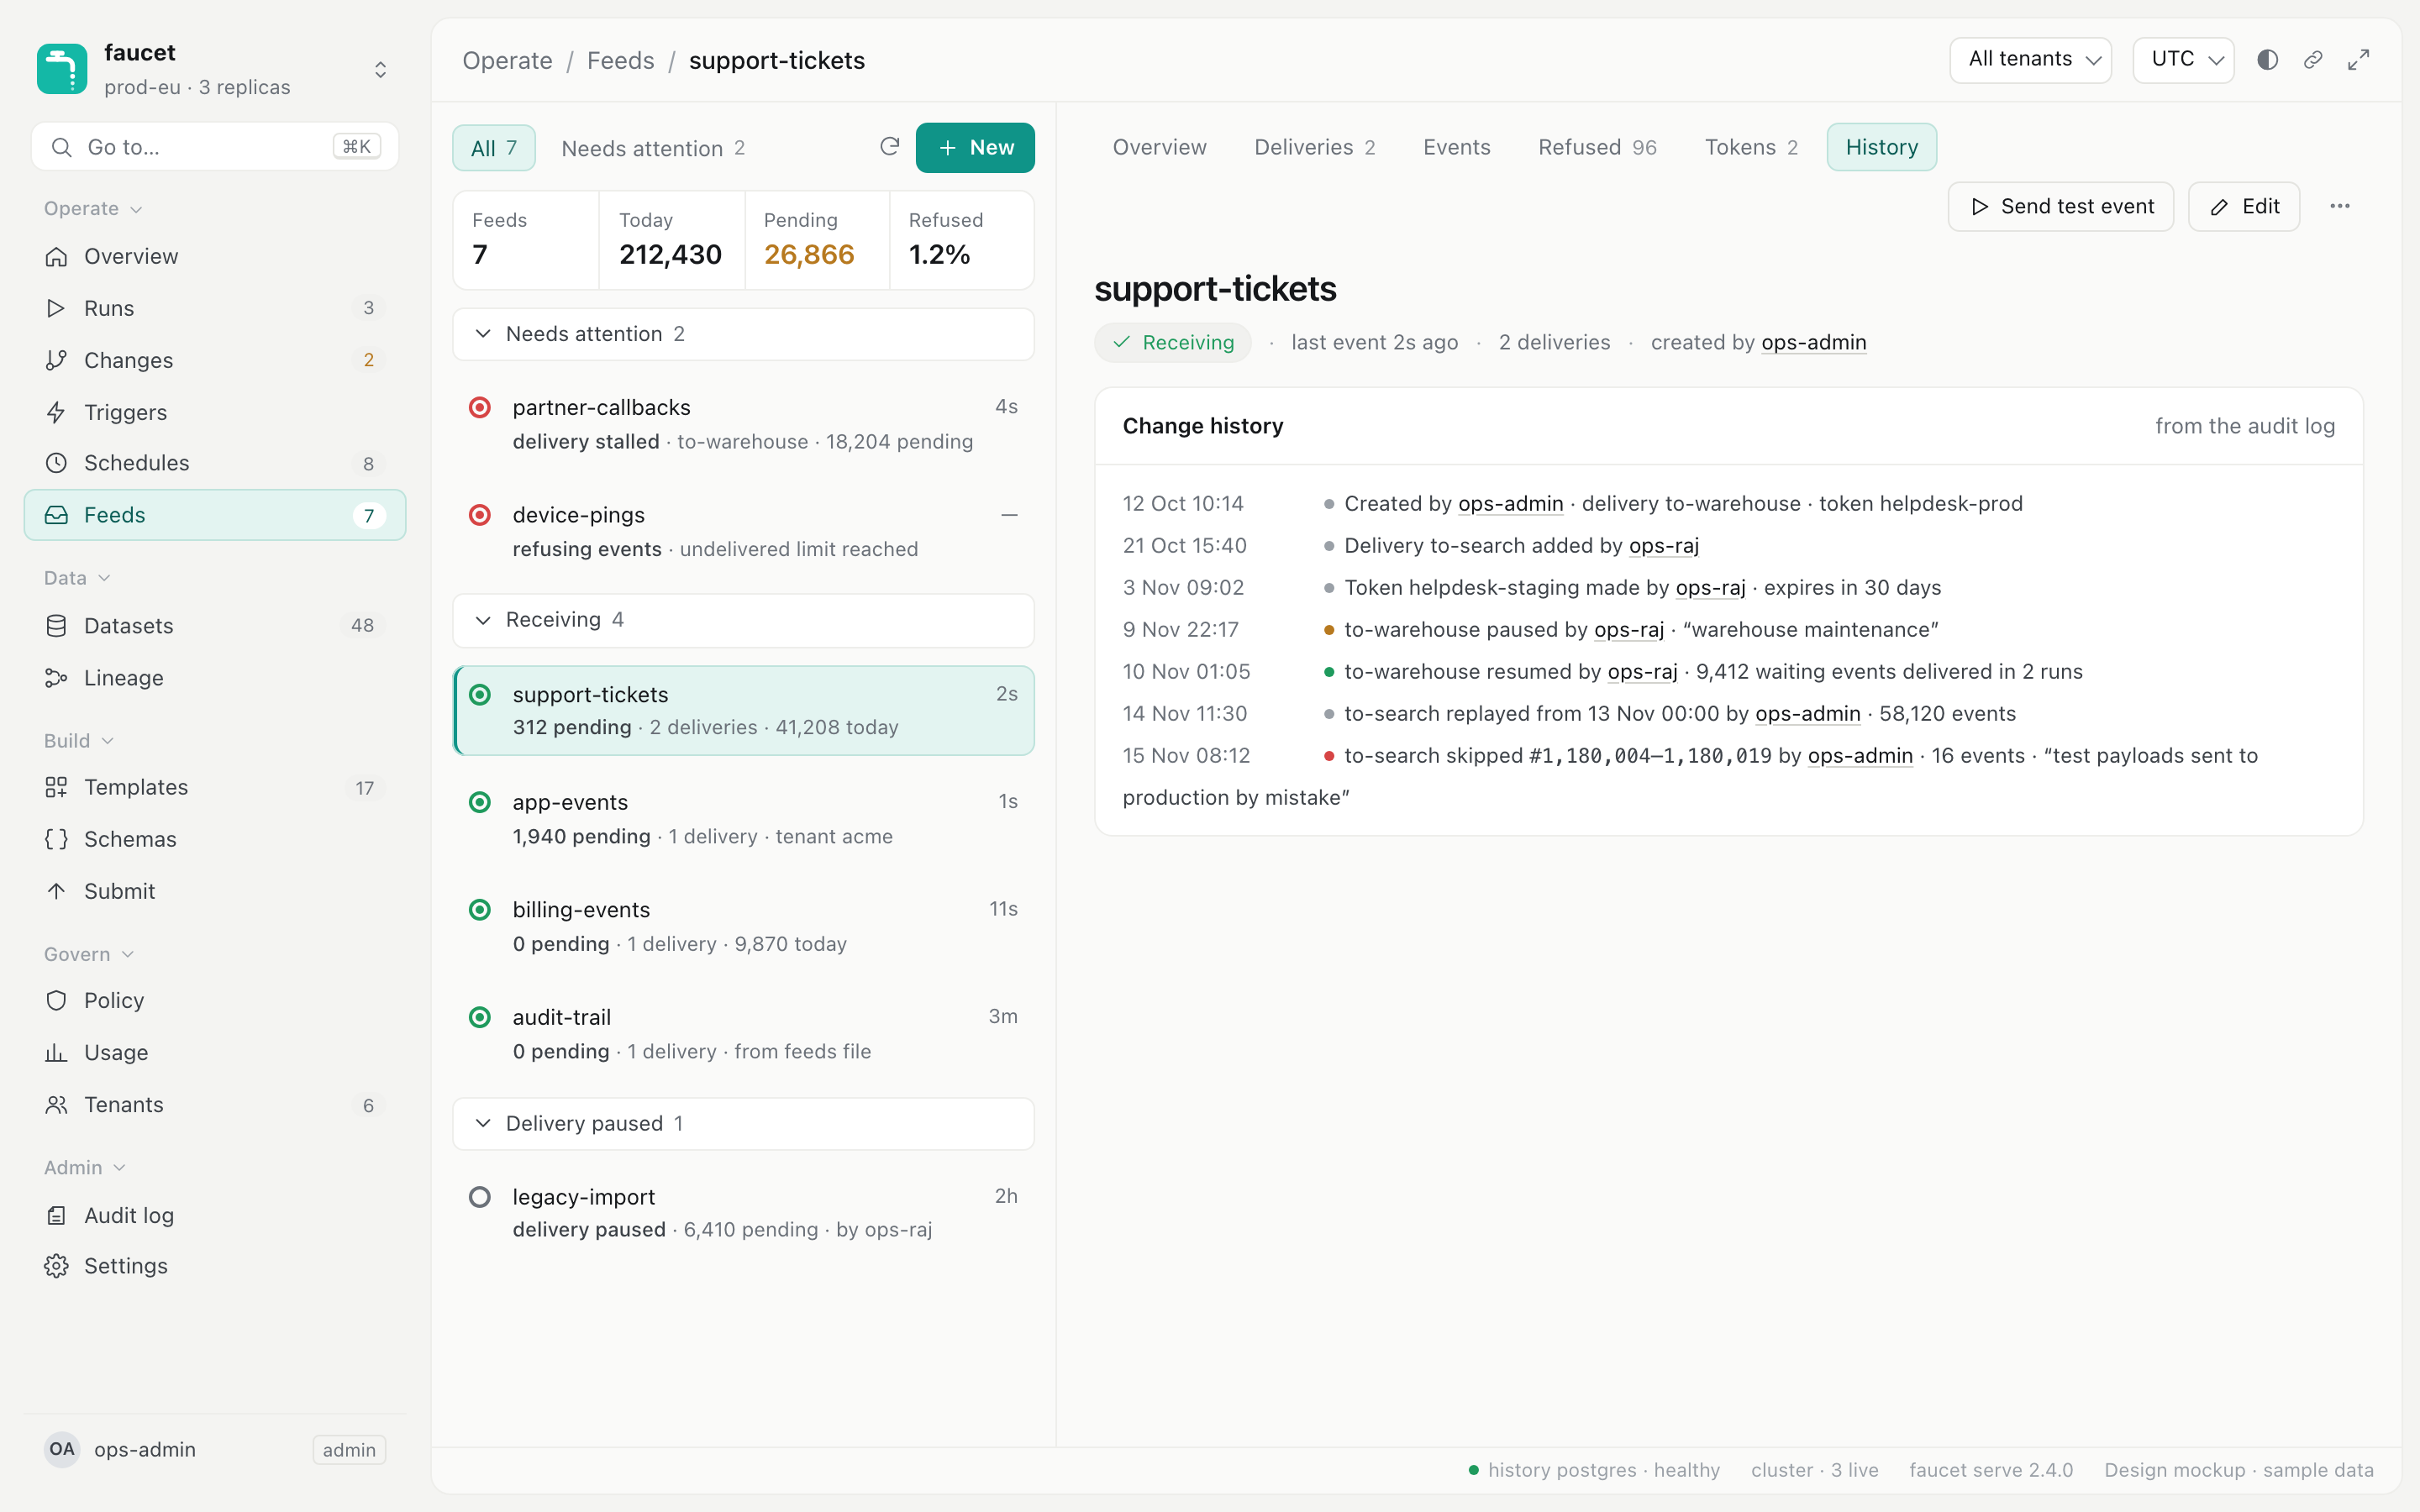 faucet
prod-eu · 3 replicas
Go to...
⌘K
Operate
Overview
Runs 3
Changes 2
Triggers
Schedules 8
Feeds 7
Data
Datasets 48
Lineage
Build
Templates 17
Schemas
Submit
Govern
Policy
Usage
Tenants 6
Admin
Audit log
Settings
OA ops-admin admin
Operate / Feeds / support-tickets
All tenants
UTC
All 7
Needs attention 2
+ New
Feeds
7
Today
212,430
Pending
26,866
Refused
1.2%
Needs attention 2
partner-callbacks 4s
delivery stalled · to-warehouse · 18,204 pending
device-pings —
refusing events · undelivered limit reached
Receiving 4
support-tickets 2s
312 pending · 2 deliveries · 41,208 today
app-events 1s
1,940 pending · 1 delivery · tenant acme
billing-events 11s
0 pending · 1 delivery · 9,870 today
audit-trail 3m
0 pending · 1 delivery · from feeds file
Delivery paused 1
legacy-import 2h
delivery paused · 6,410 pending · by ops-raj
Overview
Deliveries 2
Events
Refused 96
Tokens 2
History
Send test event
Edit
support-tickets
Receiving · last event 2s ago · 2 deliveries · created by ops-admin
Change history from the audit log
12 Oct 10:14 Created by ops-admin · delivery to-warehouse · token helpdesk-prod
21 Oct 15:40 Delivery to-search added by ops-raj
3 Nov 09:02 Token helpdesk-staging made by ops-raj · expires in 30 days
9 Nov 22:17 to-warehouse paused by ops-raj · “warehouse maintenance”
10 Nov 01:05 to-warehouse resumed by ops-raj · 9,412 waiting events delivered in 2 runs
14 Nov 11:30 to-search replayed from 13 Nov 00:00 by ops-admin · 58,120 events
15 Nov 08:12 to-search skipped #1,180,004–1,180,019 by ops-admin · 16 events · “test payloads sent to
production by mistake”
history postgres · healthy
cluster · 3 live
faucet serve 2.4.0
Design mockup · sample data